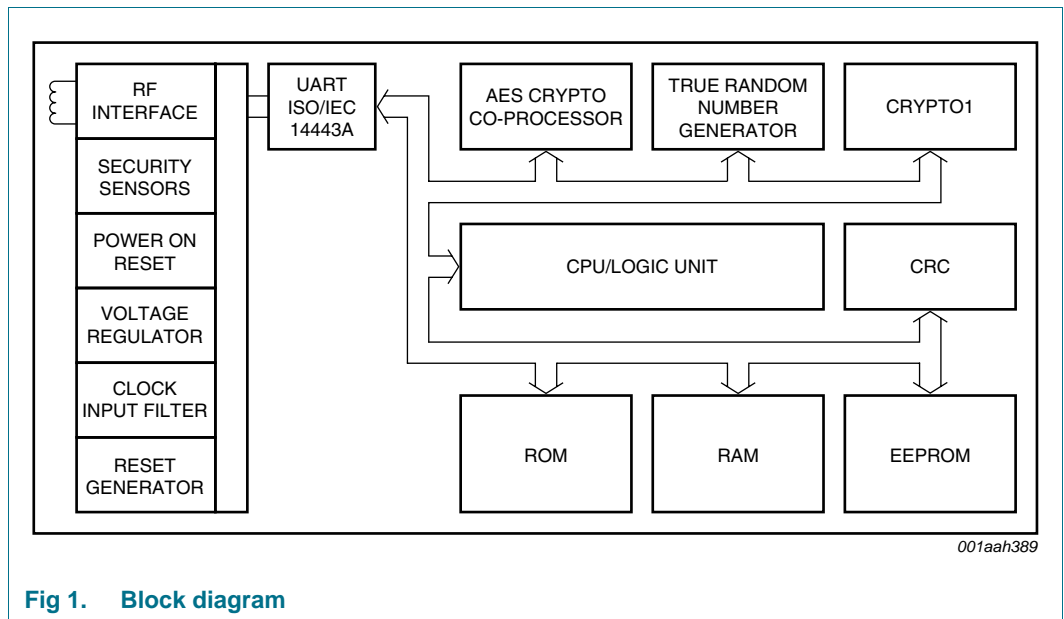 RF
INTERFACE
SECURITY
SENSORS
POWER ON
RESET
VOLTAGE
REGULATOR
CLOCK
INPUT FILTER
RESET
GENERATOR
UART
ISO/IEC
14443A
AES CRYPTO
CO-PROCESSOR
TRUE RANDOM
NUMBER
GENERATOR
CRYPTO1
CPU/LOGIC UNIT
CRC
ROM
RAM
EEPROM
001aah389
Fig 1. Block diagram